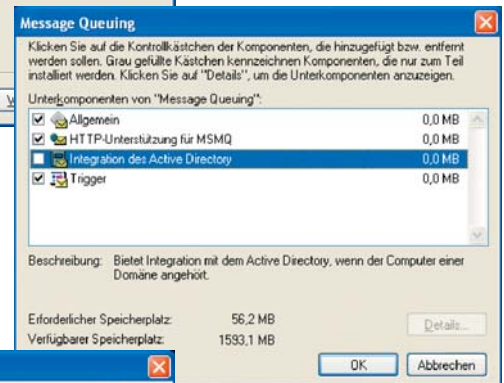 Message Queuing
Klicken Sie auf die Kontrollkästchen der Komponenten, die hinzugefügt bzw. entfernt
werden sollen. Grau gefüllte Kästchen kennzeichnen Komponenten, die nur zum Teil
installiert werden. Klicken Sie auf "Details", um die Unterkomponenten anzuzeigen.
Unterkomponenten von "Message Queuing":
Allgemein 0,0 MB
HTTP-Unterstützung für MSMQ 0,0 MB
Integration des Active Directory 0,0 MB
Trigger 0,0 MB
Beschreibung: Bietet Integration mit dem Active Directory, wenn der Computer einer
Domäne angehört.
Erforderlicher Speicherplatz: 56,2 MB
Verfügbarer Speicherplatz: 1593,1 MB
Details...
OK Abbrechen